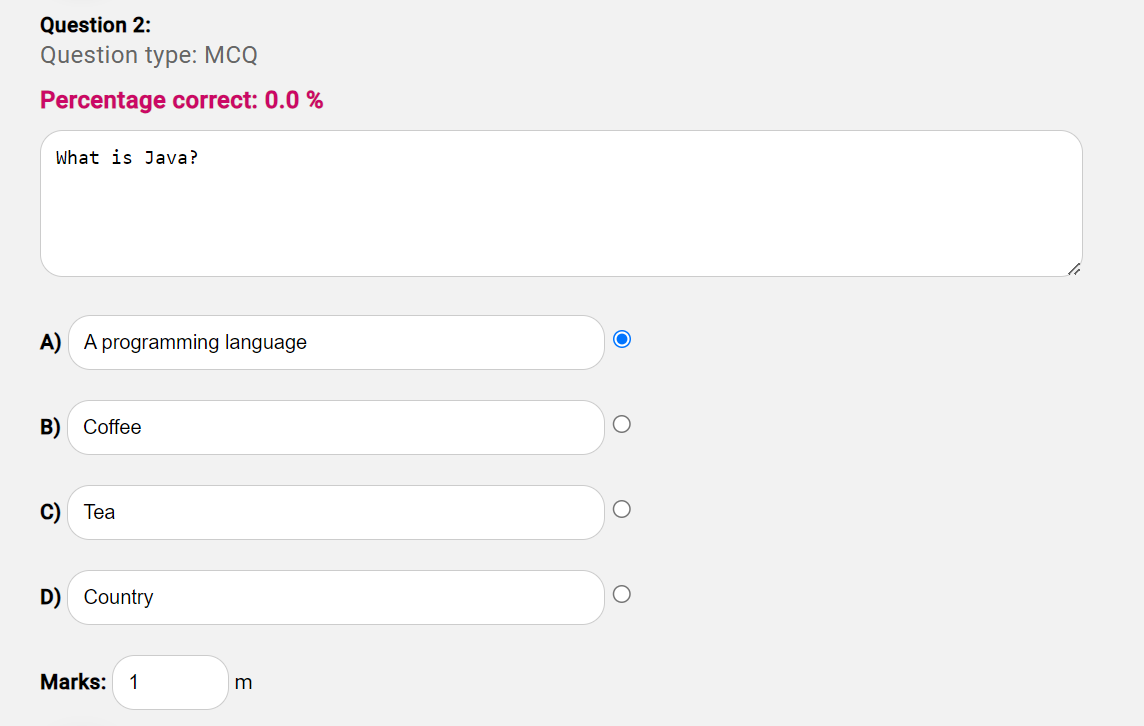 Question 2:
Question type: MCQ
Percentage correct: 0.0 %
What is Java?
A) A programming language
B) Coffee
C) Tea
D) Country
Marks: 1 m